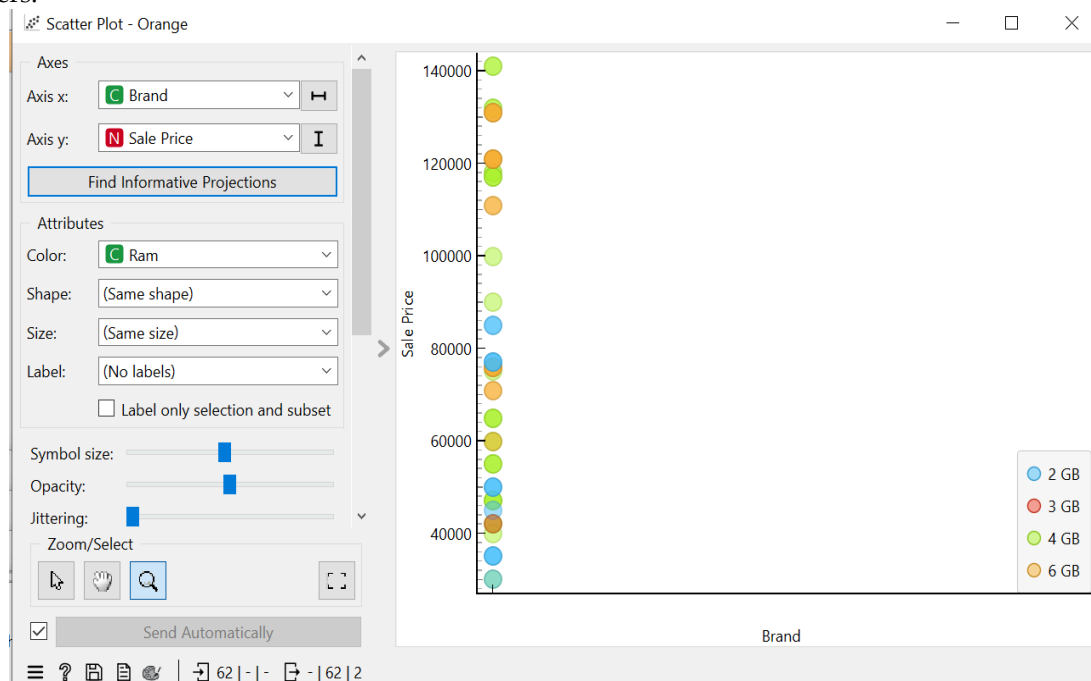 Scatter Plot - Orange
Axes
Axis x: C Brand
Axis y: N Sale Price
Find Informative Projections
Attributes
Color: C Ram
Shape: (Same shape)
Size: (Same size)
Label: (No labels)
Label only selection and subset
Symbol size:
Opacity:
Jittering:
Zoom/Select
Send Automatically
62 | - | - - | 62 | 2
140000
120000
100000
80000
60000
40000
Sale Price
Brand
2 GB
3 GB
4 GB
6 GB